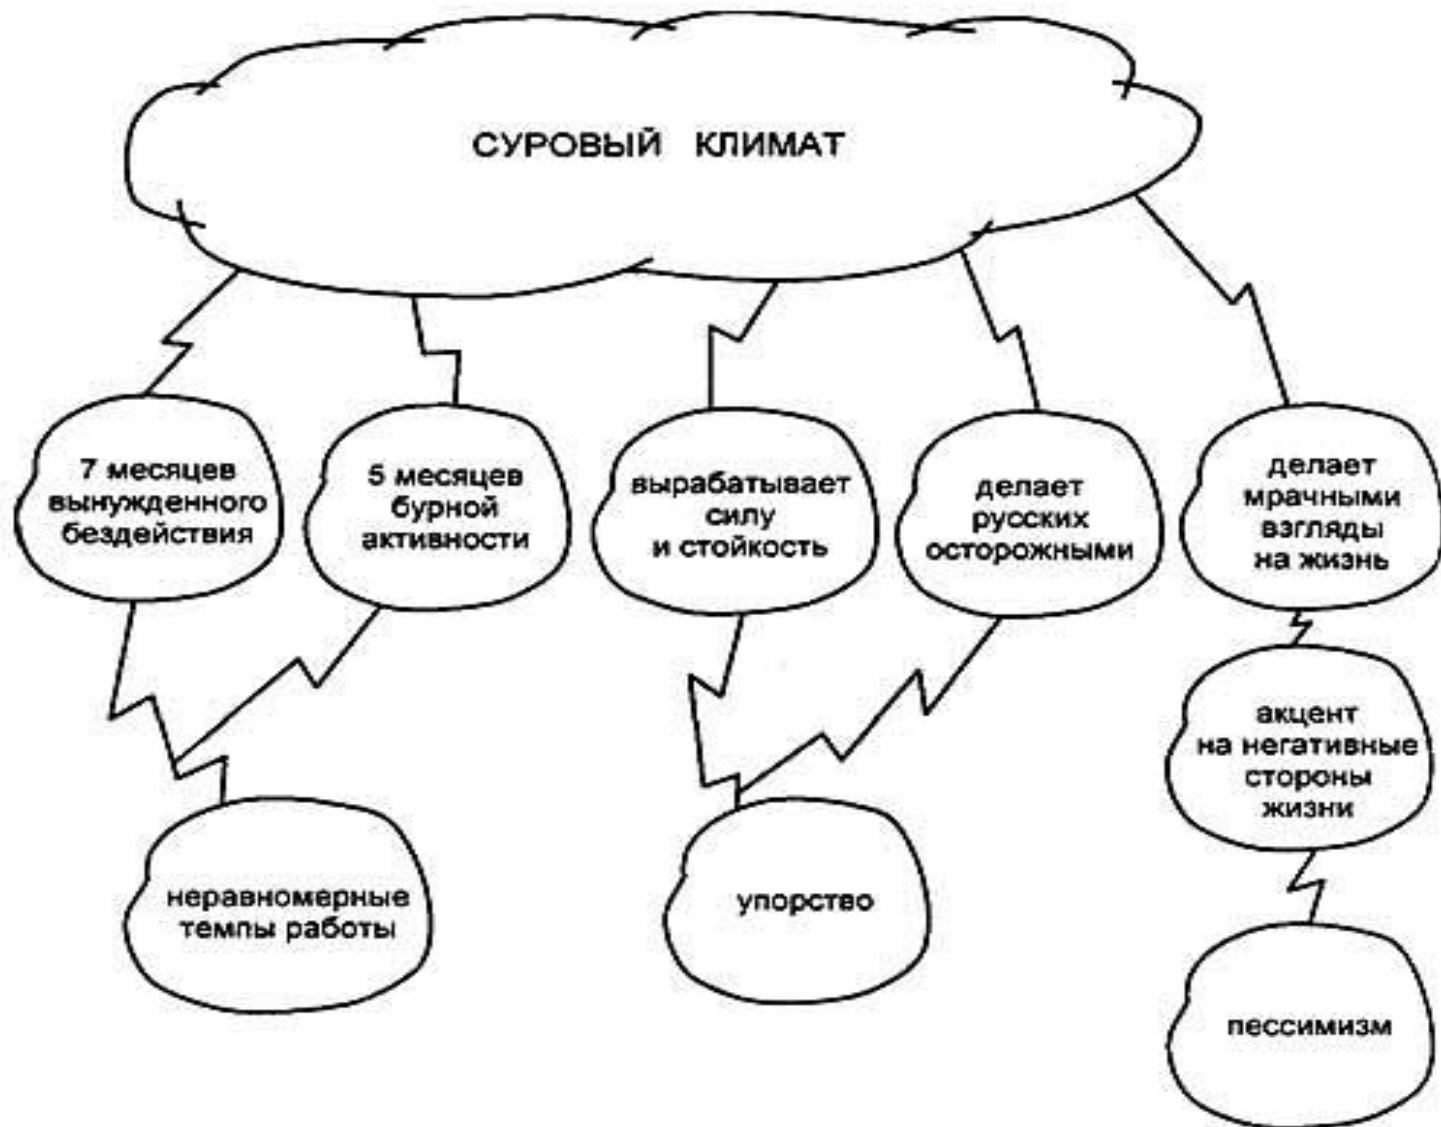 СУРОВЫЙ КЛИМАТ
7 месяцев
вынужденного
бездействия
5 месяцев
бурной
активности
вырабатывает
силу
и стойкость
делает
русских
осторожными
делает
мрачными
взгляды
на жизнь
акцент
на негативные
стороны
жизни
неравномерные
темпы работы
упорство
пессимизм